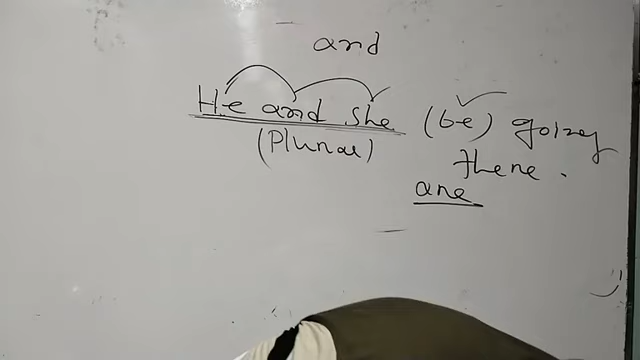 and
He and she (be) going
(Plural) there.
are